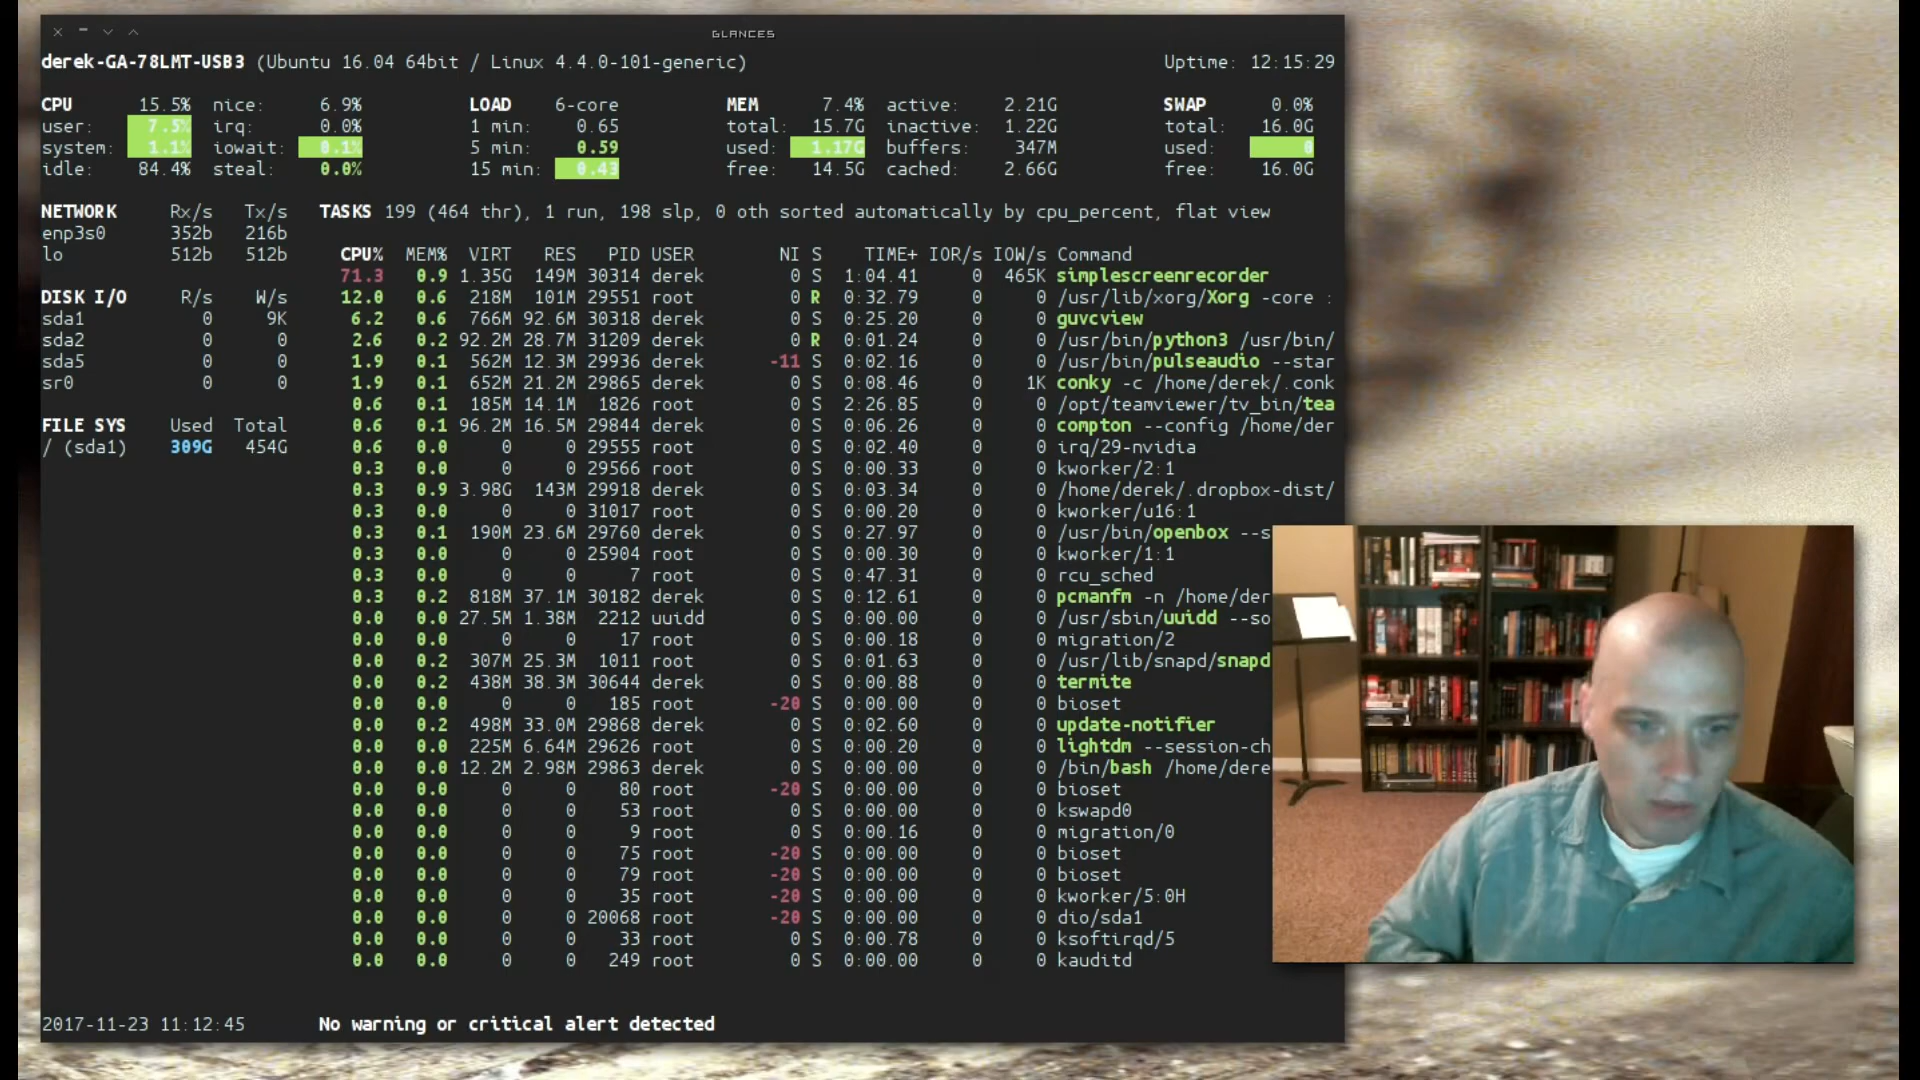 GLANCES
derek-GA-78LMT-USB3 (Ubuntu 16.04 64bit / Linux 4.4.0-101-generic) Uptime: 12:15:29
CPU 15.5% nice: 6.9% LOAD 6-core MEM 7.4% active: 2.21G SWAP 0.0%
user: 7.5% irq: 0.0% 1 min: 0.65 total: 15.7G inactive: 1.22G total: 16.0G
system: 1.1% iowait: 0.1% 5 min: 0.59 used: 1.17G buffers: 347M used: 0
idle: 84.4% steal: 0.0% 15 min: 0.43 free: 14.5G cached: 2.66G free: 16.0G
NETWORK Rx/s Tx/s TASKS 199 (464 thr), 1 run, 198 slp, 0 oth sorted automatically by cpu_percent, flat view
enp3s0 352b 216b
lo 512b 512b CPU% MEM% VIRT RES PID USER NI S TIME+ IOR/s IOW/s Command
71.3 0.9 1.35G 149M 30314 derek 0 S 1:04.41 0 465K simplescreenrecorder
DISK I/O R/s W/s 12.0 0.6 218M 101M 29551 root 0 R 0:32.79 0 0 /usr/lib/xorg/Xorg -core :
sda1 0 9K 6.2 0.6 766M 92.6M 30318 derek 0 S 0:25.20 0 0 guvcview
sda2 0 0 2.6 0.2 92.2M 28.7M 31209 derek 0 R 0:01.24 0 0 /usr/bin/python3 /usr/bin/
sda5 0 0 1.9 0.1 562M 12.3M 29936 derek -11 S 0:02.16 0 0 /usr/bin/pulseaudio --star
sr0 0 0 1.9 0.1 652M 21.2M 29865 derek 0 S 0:08.46 0 1K conky -c /home/derek/.conk
0.6 0.1 185M 14.1M 1826 root 0 S 2:26.85 0 0 /opt/teamviewer/tv_bin/tea
FILE SYS Used Total 0.6 0.1 96.2M 16.5M 29844 derek 0 S 0:06.26 0 0 compton --config /home/der
/ (sda1) 309G 454G 0.6 0.0 0 0 29555 root 0 S 0:02.40 0 0 irq/29-nvidia
0.3 0.0 0 0 29566 root 0 S 0:00.33 0 0 kworker/2:1
0.3 0.9 3.98G 143M 29918 derek 0 S 0:03.34 0 0 /home/derek/.dropbox-dist/
0.3 0.0 0 0 31017 root 0 S 0:00.20 0 0 kworker/u16:1
0.3 0.1 190M 23.6M 29760 derek 0 S 0:27.97 0 0 /usr/bin/openbox --s
0.3 0.0 0 0 25904 root 0 S 0:00.30 0 0 kworker/1:1
0.3 0.0 0 0 7 root 0 S 0:47.31 0 0 rcu_sched
0.3 0.2 818M 37.1M 30182 derek 0 S 0:12.61 0 0 pcmanfm -n /home/der
0.0 0.0 27.5M 1.38M 2212 uuidd 0 S 0:00.00 0 0 /usr/sbin/uuidd --so
0.0 0.0 0 0 17 root 0 S 0:00.18 0 0 migration/2
0.0 0.2 307M 25.3M 1011 root 0 S 0:01.63 0 0 /usr/lib/snapd/snapd
0.0 0.2 438M 38.3M 30644 derek 0 S 0:00.88 0 0 termite
0.0 0.0 0 0 185 root -20 S 0:00.00 0 0 bioset
0.0 0.2 498M 33.0M 29868 derek 0 S 0:02.60 0 0 update-notifier
0.0 0.0 225M 6.64M 29626 root 0 S 0:00.20 0 0 lightdm --session-ch
0.0 0.0 12.2M 2.98M 29863 derek 0 S 0:00.00 0 0 /bin/bash /home/dere
0.0 0.0 0 0 80 root -20 S 0:00.00 0 0 bioset
0.0 0.0 0 0 53 root 0 S 0:00.00 0 0 kswapd0
0.0 0.0 0 0 9 root 0 S 0:00.16 0 0 migration/0
0.0 0.0 0 0 75 root -20 S 0:00.00 0 0 bioset
0.0 0.0 0 0 79 root -20 S 0:00.00 0 0 bioset
0.0 0.0 0 0 35 root -20 S 0:00.00 0 0 kworker/5:0H
0.0 0.0 0 0 20068 root -20 S 0:00.00 0 0 dio/sda1
0.0 0.0 0 0 33 root 0 S 0:00.78 0 0 ksoftirqd/5
0.0 0.0 0 0 249 root 0 S 0:00.00 0 0 kauditd
2017-11-23 11:12:45 No warning or critical alert detected